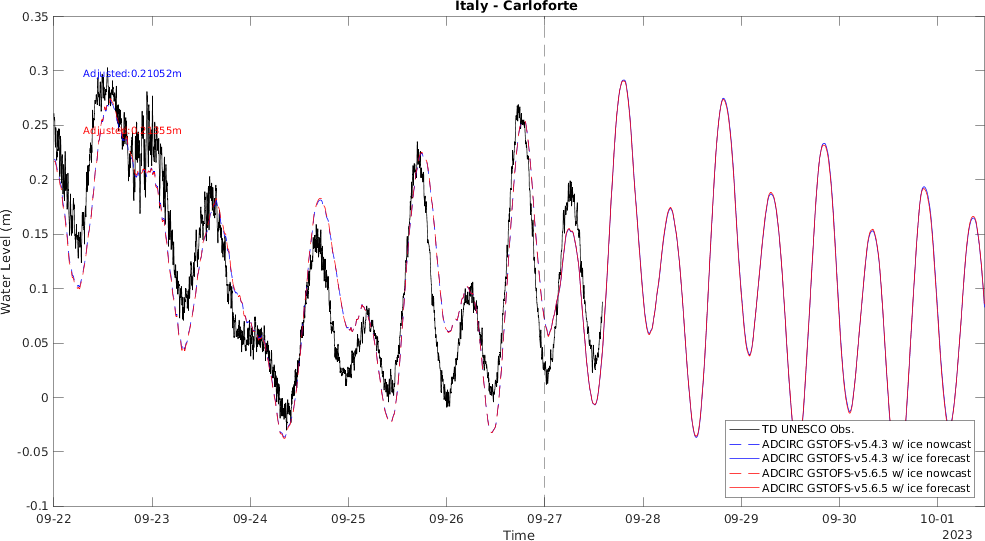 Italy - Carloforte
0.35
0.3
0.25
0.2
0.15
0.1
0.05
0
-0.05
-0.1
Water Level (m)
Adjusted:0.21052m
TD UNESCO Obs.
ADCIRC GSTOFS-v5.4.3 w/ ice nowcast
ADCIRC GSTOFS-v5.4.3 w/ ice forecast
ADCIRC GSTOFS-v5.6.5 w/ ice nowcast
ADCIRC GSTOFS-v5.6.5 w/ ice forecast
09-22 09-23 09-24 09-25 09-26 09-27 09-28 09-29 09-30 10-01
Time
2023